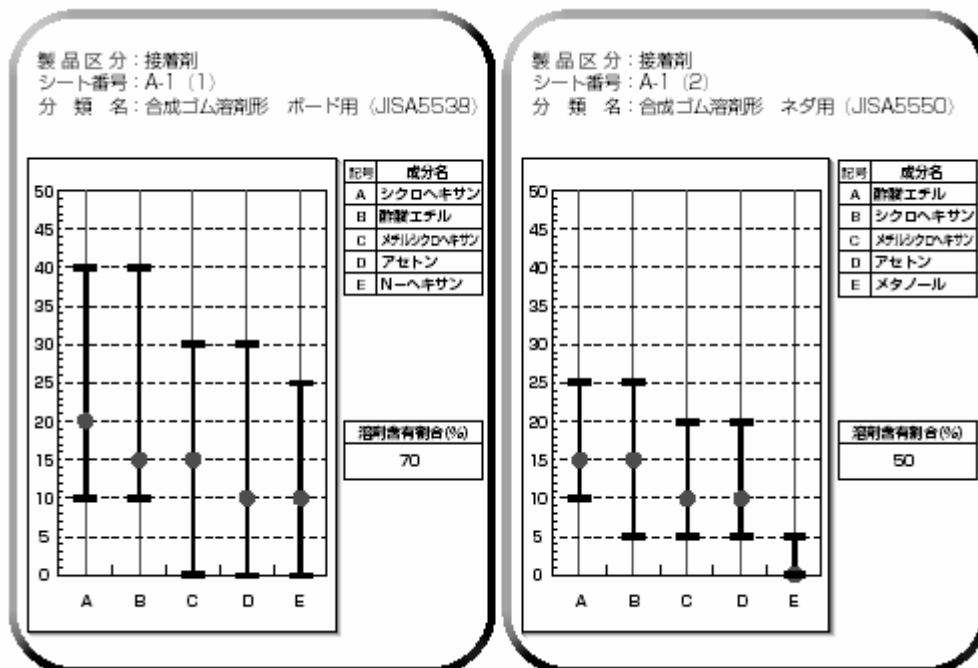 製品区分：接着剤
シート番号：A-1（1）
分類名：合成ゴム溶剤形　ボード用（JISA5538）
50
45
40
35
30
25
20
15
10
5
0
A B C D E
記号 成分名
A シクロヘキサン
B 酢酸エチル
C メチルシクロヘキサン
D アセトン
E N－ヘキサン
溶剤含有割合(%)
70
製品区分：接着剤
シート番号：A-1（2）
分類名：合成ゴム溶剤形　ネダ用（JISA5550）
50
45
40
35
30
25
20
15
10
5
0
A B C D E
記号 成分名
A 酢酸エチル
B シクロヘキサン
C メチルシクロヘキサン
D アセトン
E メタノール
溶剤含有割合(%)
50